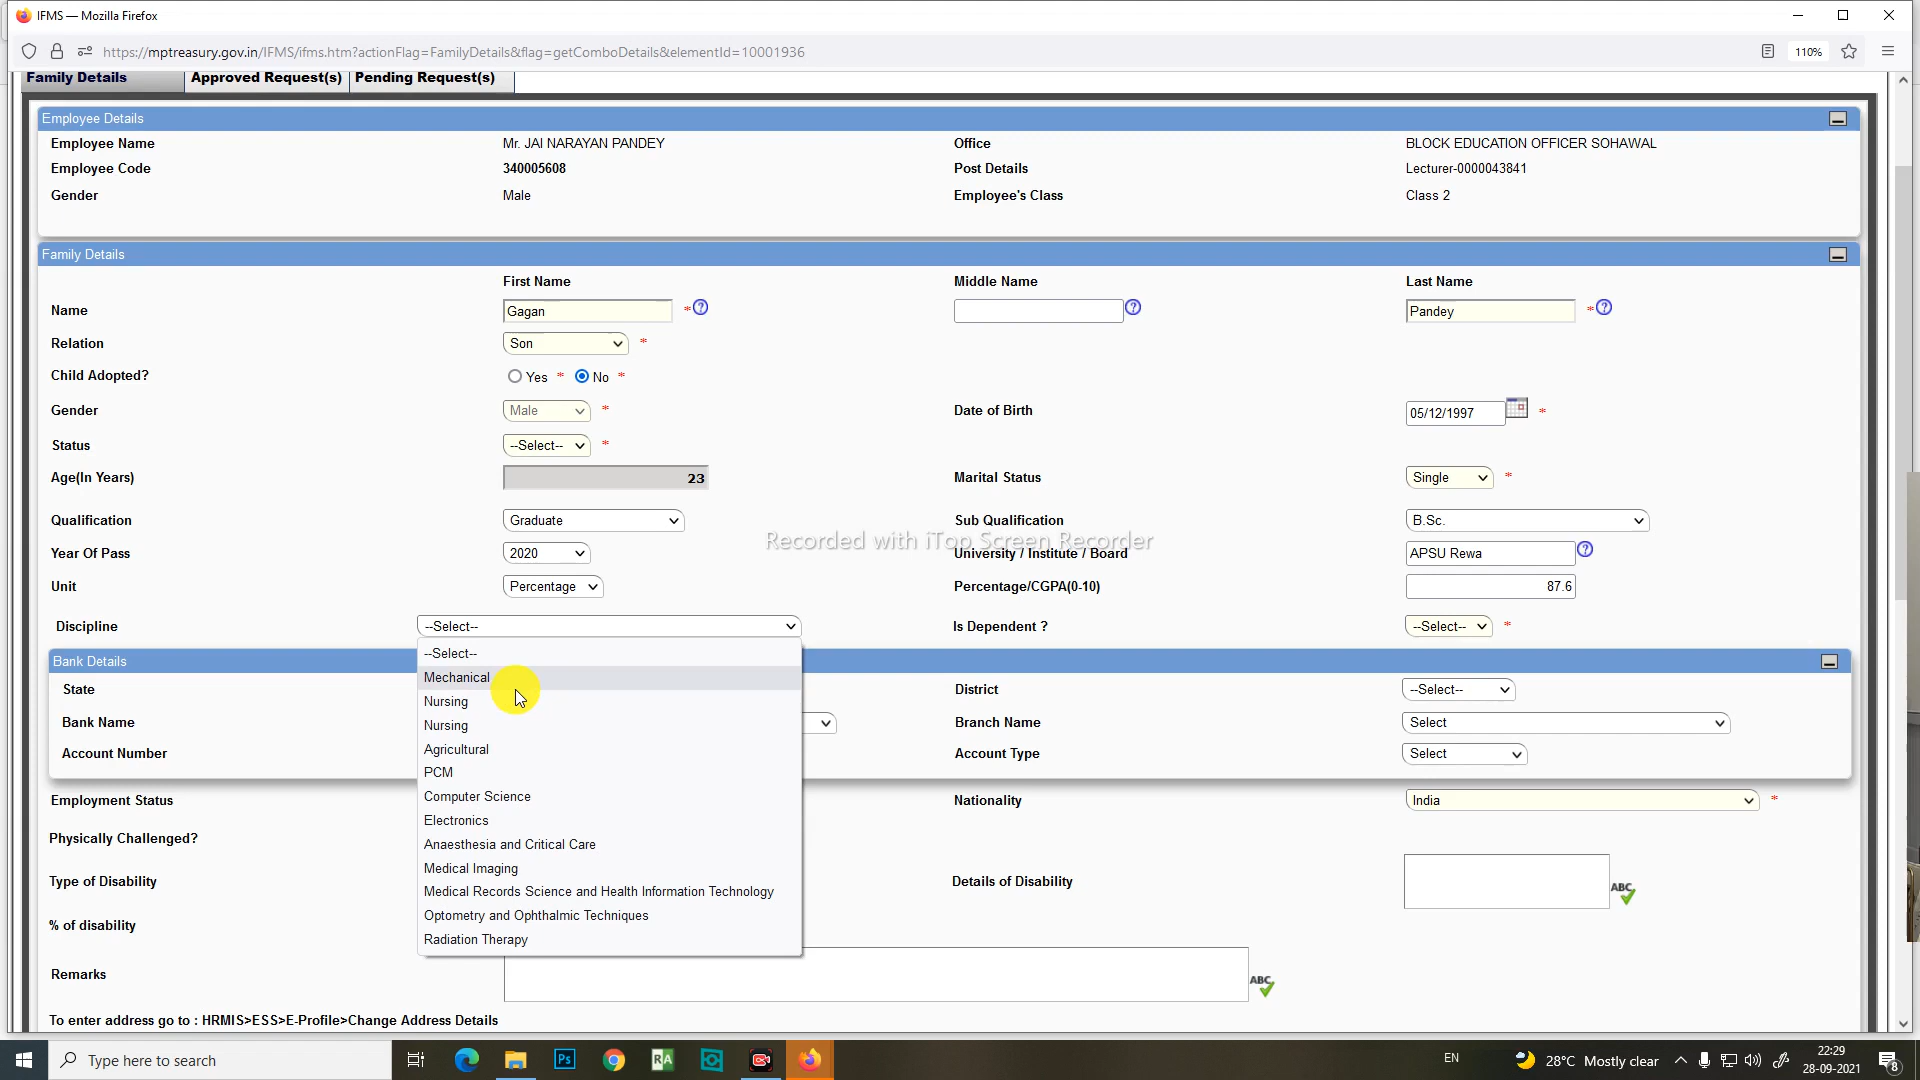 IFMS — Mozilla Firefox
https://mptreasury.gov.in/IFMS/ifms.htm?actionFlag=FamilyDetails&flag=getComboDetails&elementId=10001936
110%
Family Details
Approved Request(s)
Pending Request(s)
Employee Details
Employee Name
Mr. JAI NARAYAN PANDEY
Office
BLOCK EDUCATION OFFICER SOHAWAL
Employee Code
340005608
Post Details
Lecturer-0000043841
Gender
Male
Employee's Class
Class 2
Family Details
First Name
Middle Name
Last Name
Name
Gagan
*
Pandey
*
Relation
Son
*
Child Adopted?
Yes *
No *
Gender
Male
*
Date of Birth
05/12/1997
*
Status
--Select--
*
Age(In Years)
23
Marital Status
Single
*
Qualification
Graduate
Sub Qualification
B.Sc.
Recorded with iTop Screen Recorder
Year Of Pass
2020
University / Institute / Board
APSU Rewa
Unit
Percentage
Percentage/CGPA(0-10)
87.6
Discipline
--Select--
Is Dependent ?
--Select--
*
--Select--
Mechanical
Nursing
Nursing
Agricultural
PCM
Computer Science
Electronics
Anaesthesia and Critical Care
Medical Imaging
Medical Records Science and Health Information Technology
Optometry and Ophthalmic Techniques
Radiation Therapy
Bank Details
State
District
--Select--
Bank Name
Branch Name
Select
Account Number
Account Type
Select
Employment Status
Nationality
India
*
Physically Challenged?
Type of Disability
Details of Disability
ABC
% of disability
Remarks
ABC
To enter address go to : HRMIS>ESS>E-Profile>Change Address Details
Type here to search
Ps
RA
EN
28°C Mostly clear
22:29
28-09-2021
8